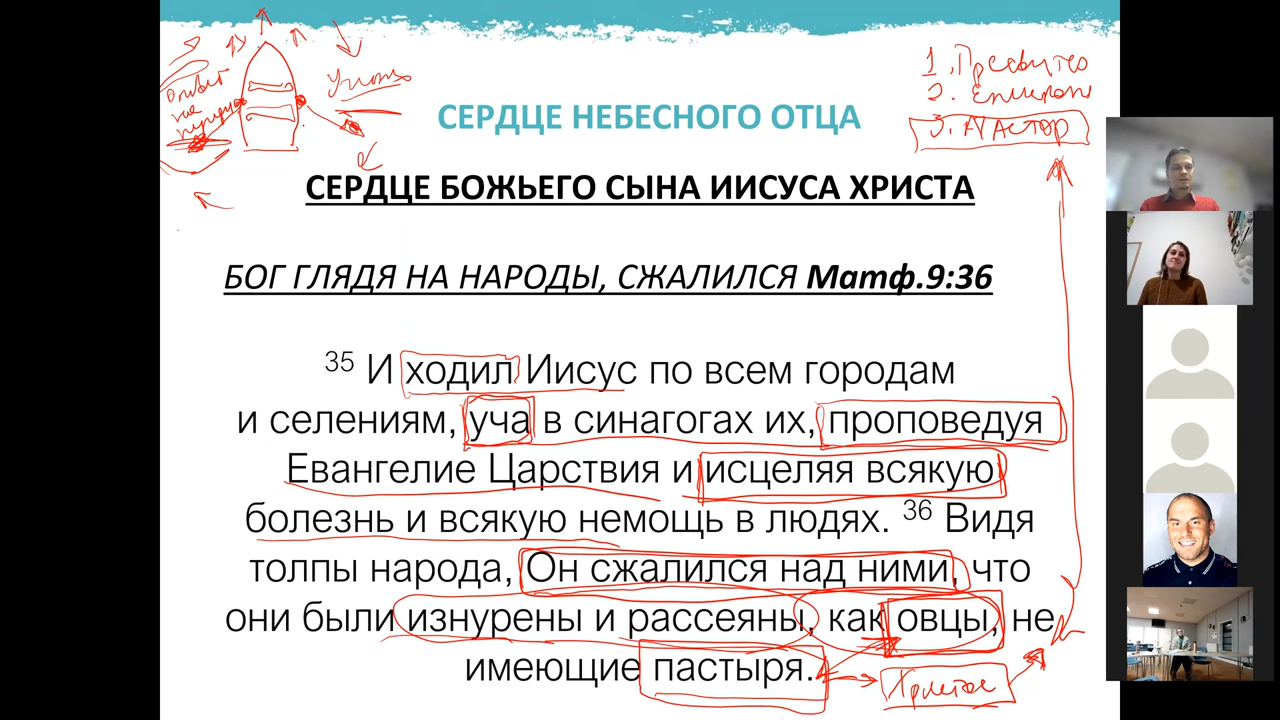 1. Пресвитер
2. Епископ
3. ПАСТОР
СЕРДЦЕ НЕБЕСНОГО ОТЦА
СЕРДЦЕ БОЖЬЕГО СЫНА ИИСУСА ХРИСТА
БОГ ГЛЯДЯ НА НАРОДЫ, СЖАЛИЛСЯ Матф.9:36
35 И ходил Иисус по всем городам
и селениям, уча в синагогах их, проповедуя
Евангелие Царствия и исцеляя всякую
болезнь и всякую немощь в людях. 36 Видя
толпы народа, Он сжалился над ними, что
они были изнурены и рассеяны, как овцы, не
имеющие пастыря.
Христос